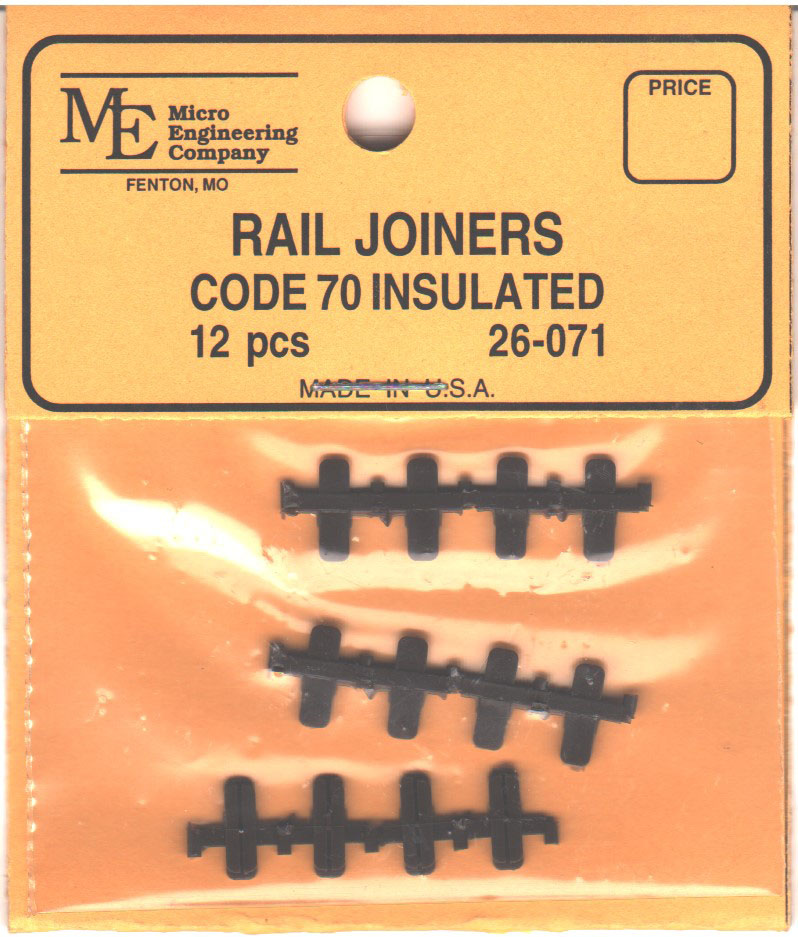 ME Micro
Engineering
Company
FENTON, MO
PRICE
RAIL JOINERS
CODE 70 INSULATED
12 pcs 26-071
MADE IN U.S.A.